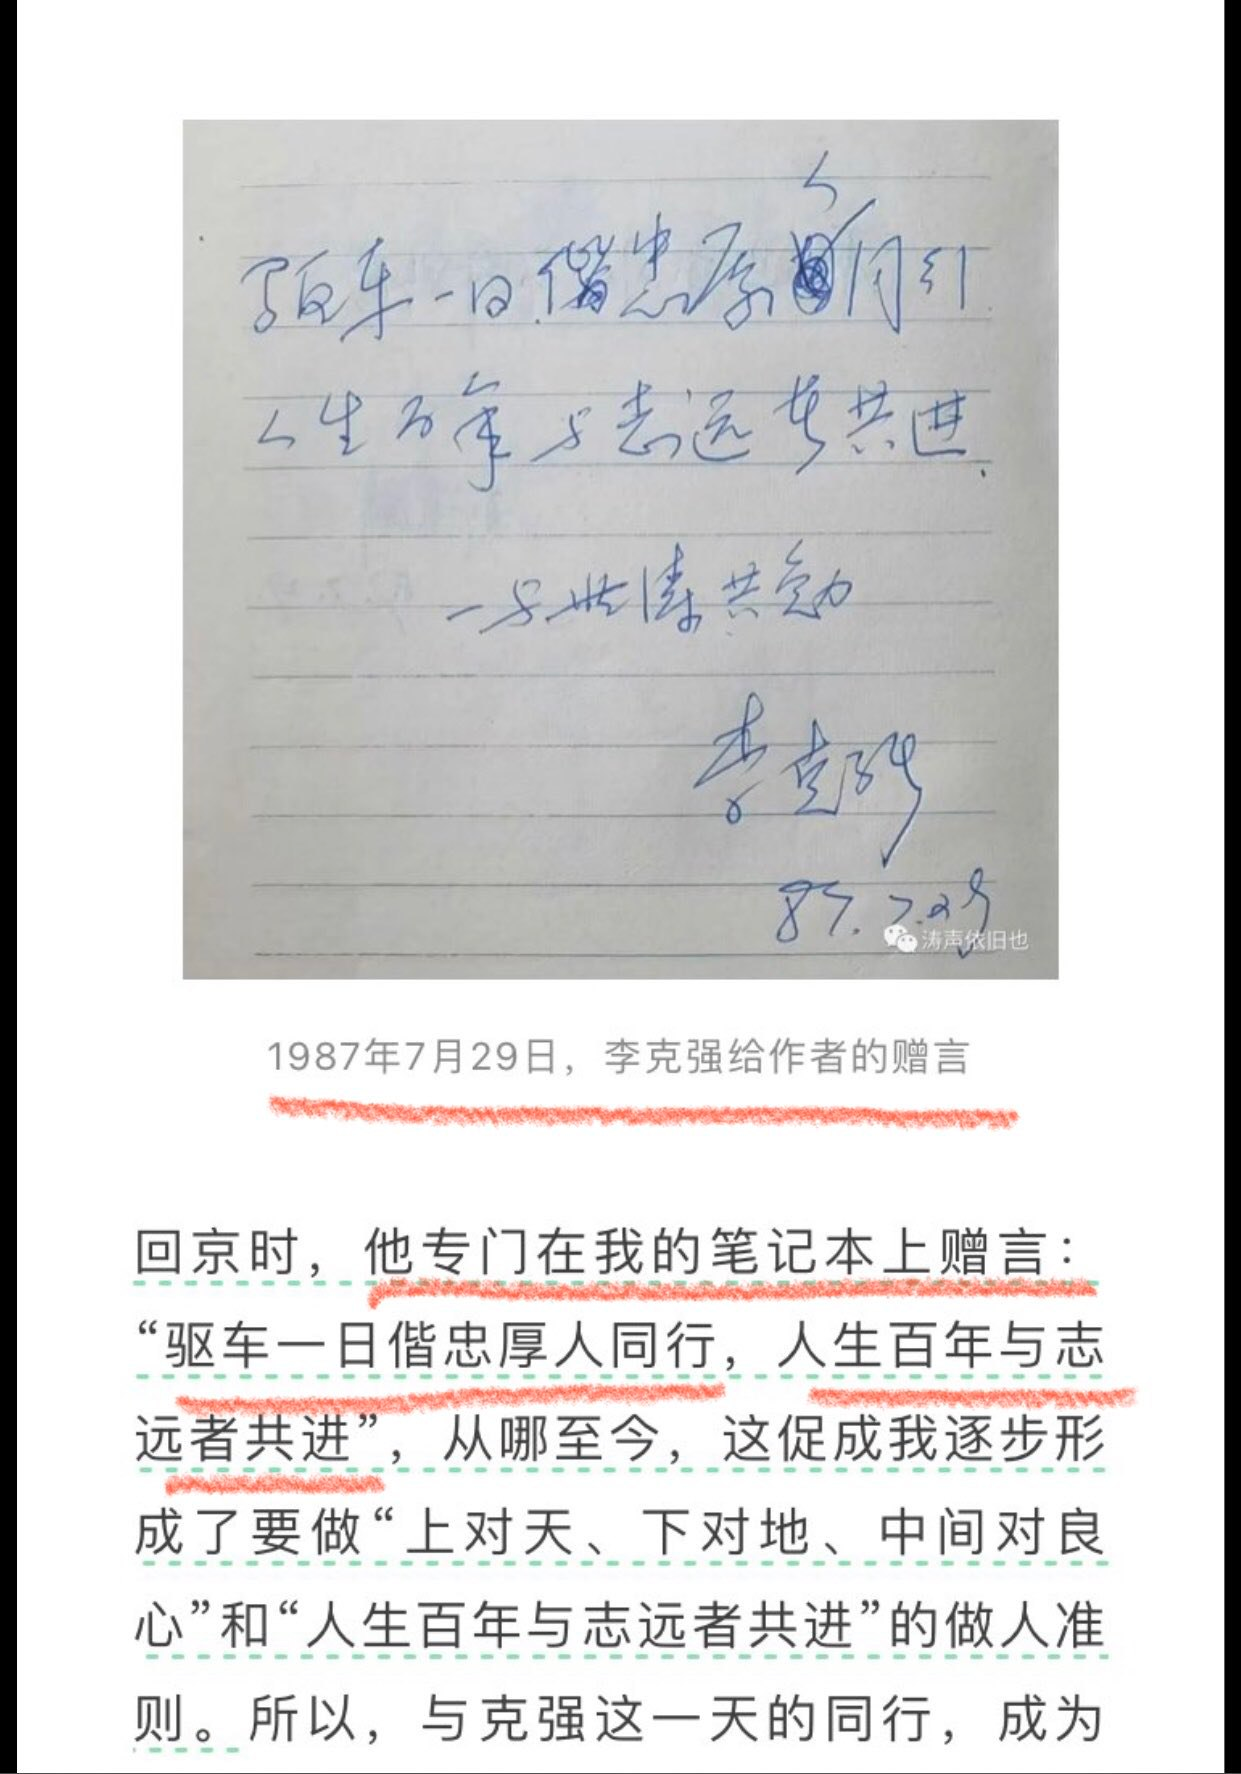 人
驱车一日偕忠厚同行
人生百年与志远者共进.
—与世涛共勉
李克强
87.7.29
涛声依旧也
1987年7月29日，李克强给作者的赠言
回京时，他专门在我的笔记本上赠言：
“驱车一日偕忠厚人同行，人生百年与志
远者共进”，从哪至今，这促成我逐步形
成了要做“上对天、下对地、中间对良
心”和“人生百年与志远者共进”的做人准
则。所以，与克强这一天的同行，成为